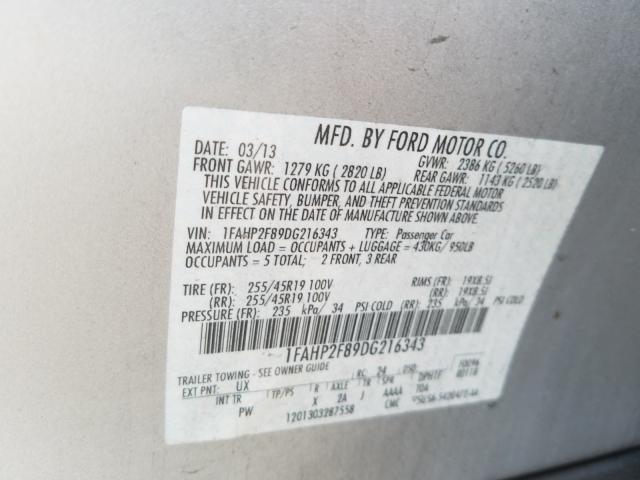 MFD. BY FORD MOTOR CO.
DATE: 03/13 GVWR: 2386 KG ( 5260 LB)
FRONT GAWR: 1279 KG ( 2820 LB) REAR GAWR: 1143 KG ( 2520 LB)
THIS VEHICLE CONFORMS TO ALL APPLICABLE FEDERAL MOTOR
VEHICLE SAFETY, BUMPER, AND THEFT PREVENTION STANDARDS
IN EFFECT ON THE DATE OF MANUFACTURE SHOWN ABOVE.
VIN: 1FAHP2F89DG216343 TYPE: Passenger Car
MAXIMUM LOAD = OCCUPANTS + LUGGAGE = 430KG/ 950LB
OCCUPANTS = 5 TOTAL; 2 FRONT, 3 REAR
TIRE (FR): 255/45R19 100V RIMS (FR): 19X8.5J
(RR): 255/45R19 100V (RR): 19X8.5J
PRESSURE (FR): 235 kPa/ 34 PSI COLD (RR): 235 kPa/ 34 PSI COLD
1FAHP2F89DG216343
TRAILER TOWING - SEE OWNER GUIDE RC: 24 DSO:
EXT PNT: UX
INT TR TP/PS R AXLE TR SPR
PW X 2A J AAAA
1201303287558 CMC